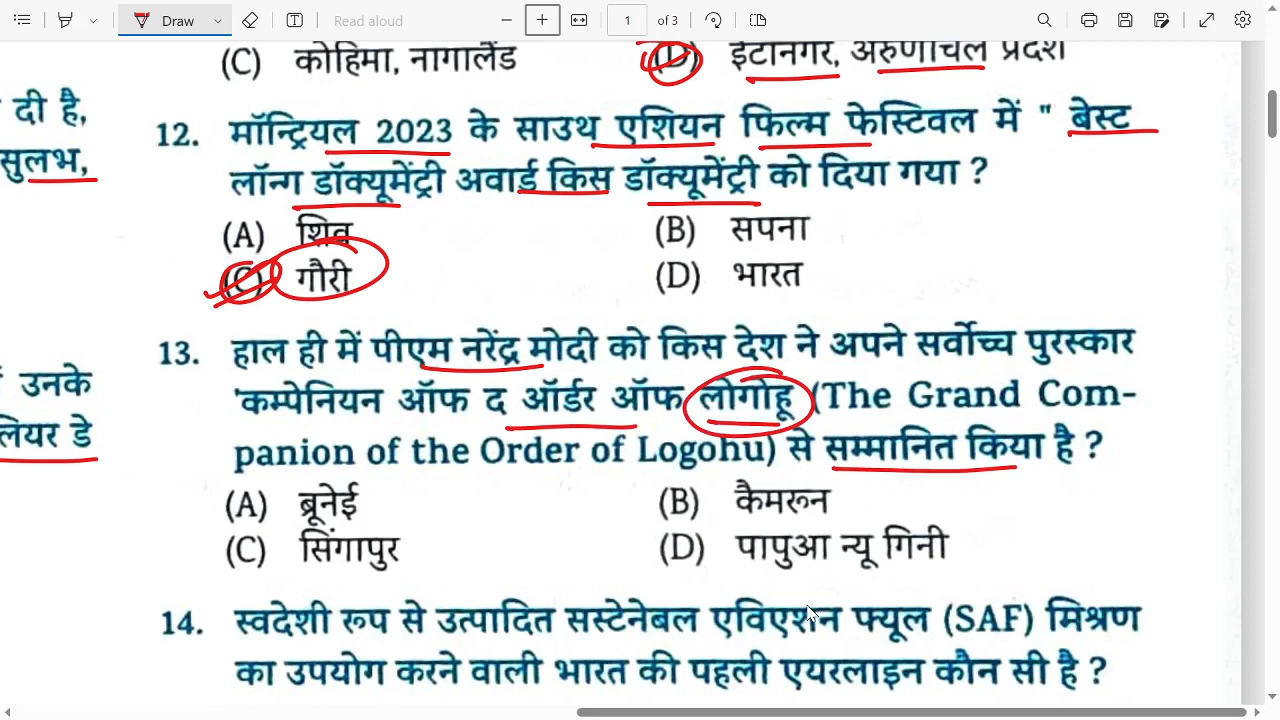 Draw
Read aloud
1
of 3
(C) कोहिमा, नागालैंड
(D) ईटानगर, अरुणाचल प्रदेश
दी है,
सुलभ,
12. मॉन्ट्रियल 2023 के साउथ एशियन फिल्म फेस्टिवल में " बेस्ट
लॉन्ग डॉक्यूमेंट्री अवार्ड किस डॉक्यूमेंट्री को दिया गया ?
(A) शिव
(B) सपना
(C) गौरी
(D) भारत
उनके
लियर डे
13. हाल ही में पीएम नरेंद्र मोदी को किस देश ने अपने सर्वोच्च पुरस्कार
'कम्पेनियन ऑफ द ऑर्डर ऑफ लोगोहू (The Grand Com-
panion of the Order of Logohu) से सम्मानित किया है ?
(A) ब्रूनेई
(B) कैमरून
(C) सिंगापुर
(D) पापुआ न्यू गिनी
14. स्वदेशी रूप से उत्पादित सस्टेनेबल एविएशन फ्यूल (SAF) मिश्रण
का उपयोग करने वाली भारत की पहली एयरलाइन कौन सी है ?